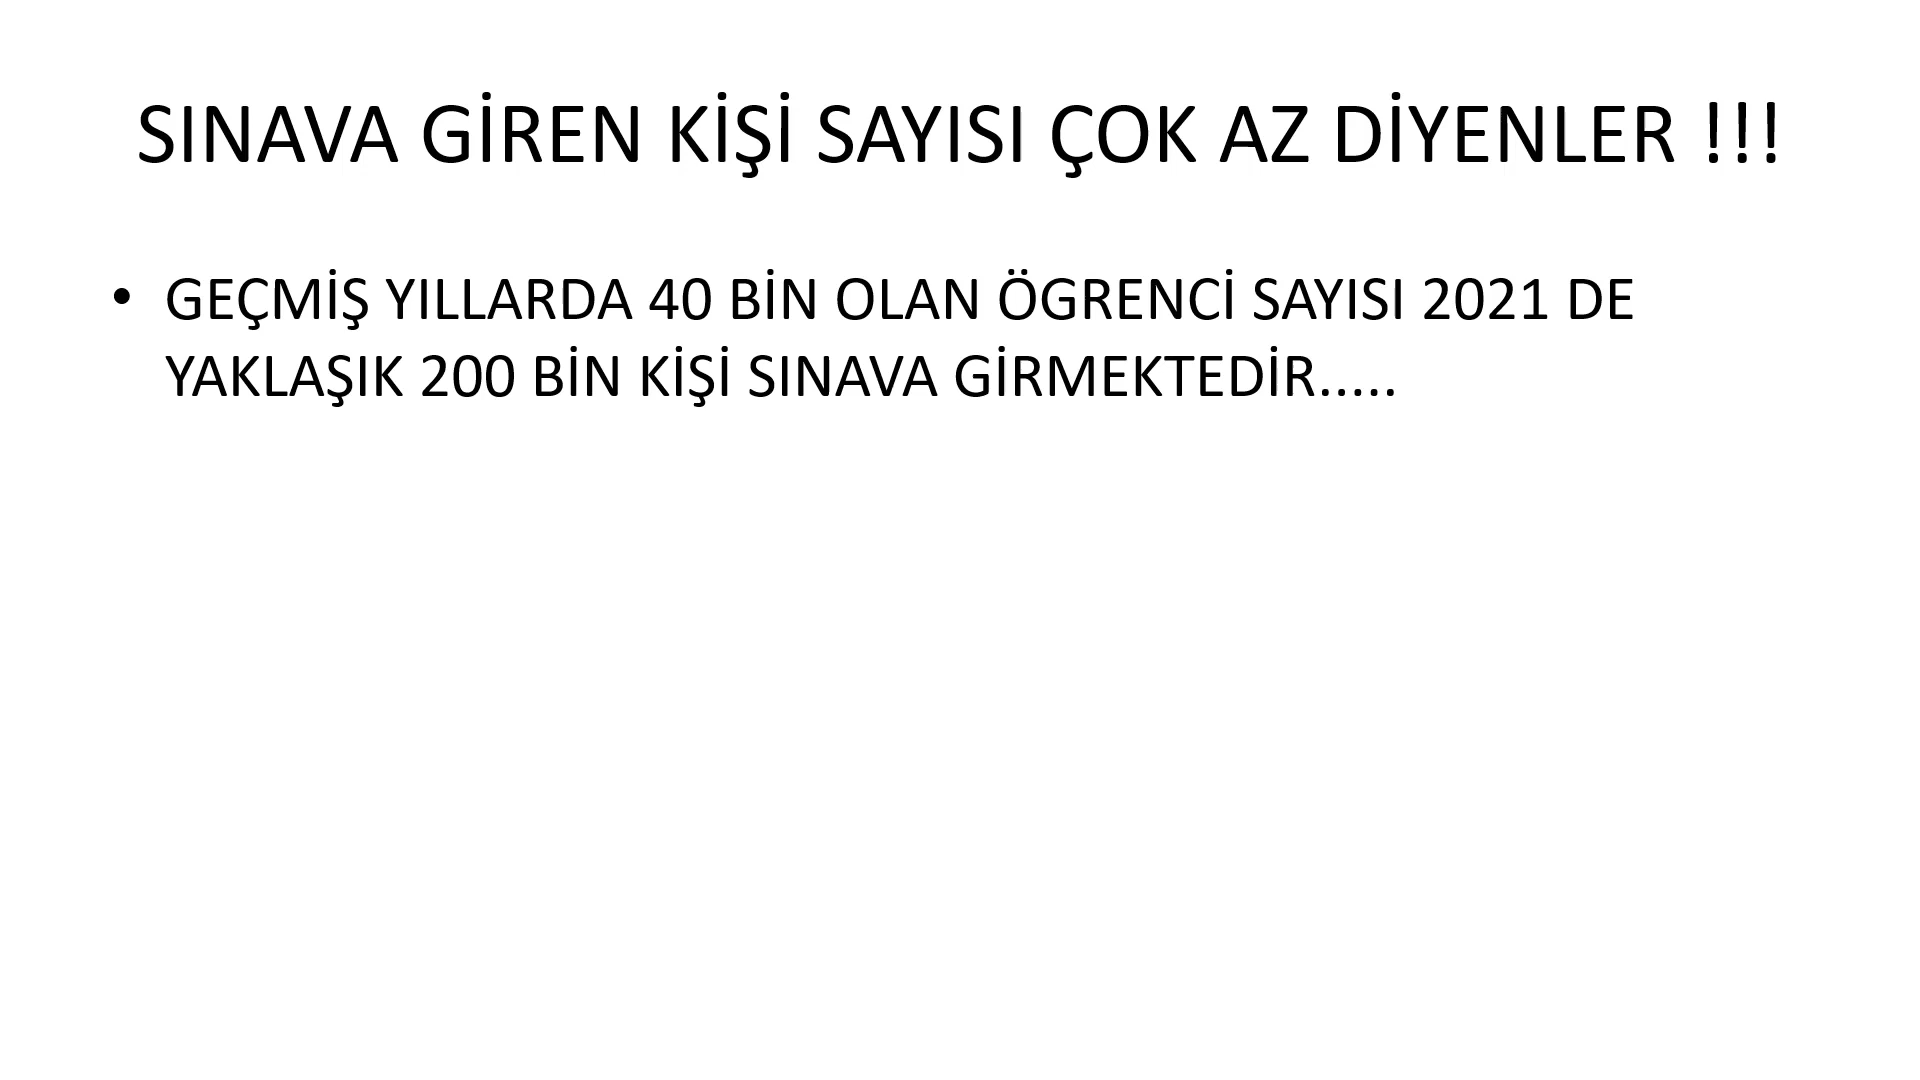 SINAVA GİREN KİŞİ SAYISI ÇOK AZ DİYENLER !!!
• GEÇMİŞ YILLARDA 40 BİN OLAN ÖGRENCİ SAYISI 2021 DE
YAKLAŞIK 200 BİN KİŞİ SINAVA GİRMEKTEDİR.....